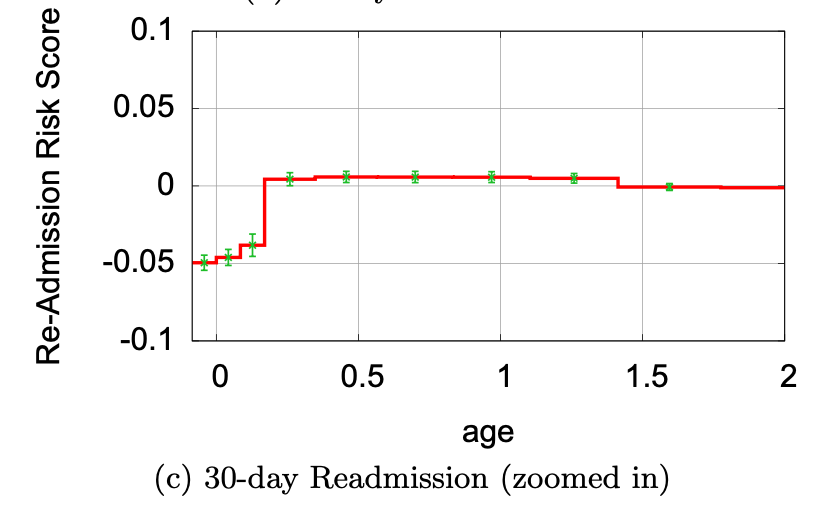 Re-Admission Risk Score
0.1
0.05
0
-0.05
-0.1
0 0.5 1 1.5 2
age
(c) 30-day Readmission (zoomed in)